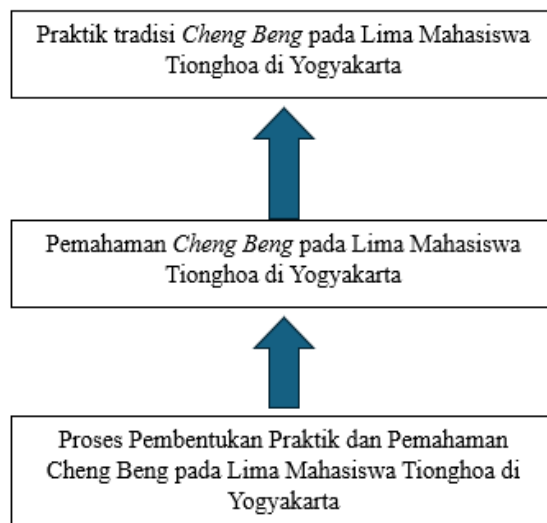 Praktik tradisi Cheng Beng pada Lima Mahasiswa
Tionghoa di Yogyakarta
Pemahaman Cheng Beng pada Lima Mahasiswa
Tionghoa di Yogyakarta
Proses Pembentukan Praktik dan Pemahaman
Cheng Beng pada Lima Mahasiswa Tionghoa di
Yogyakarta